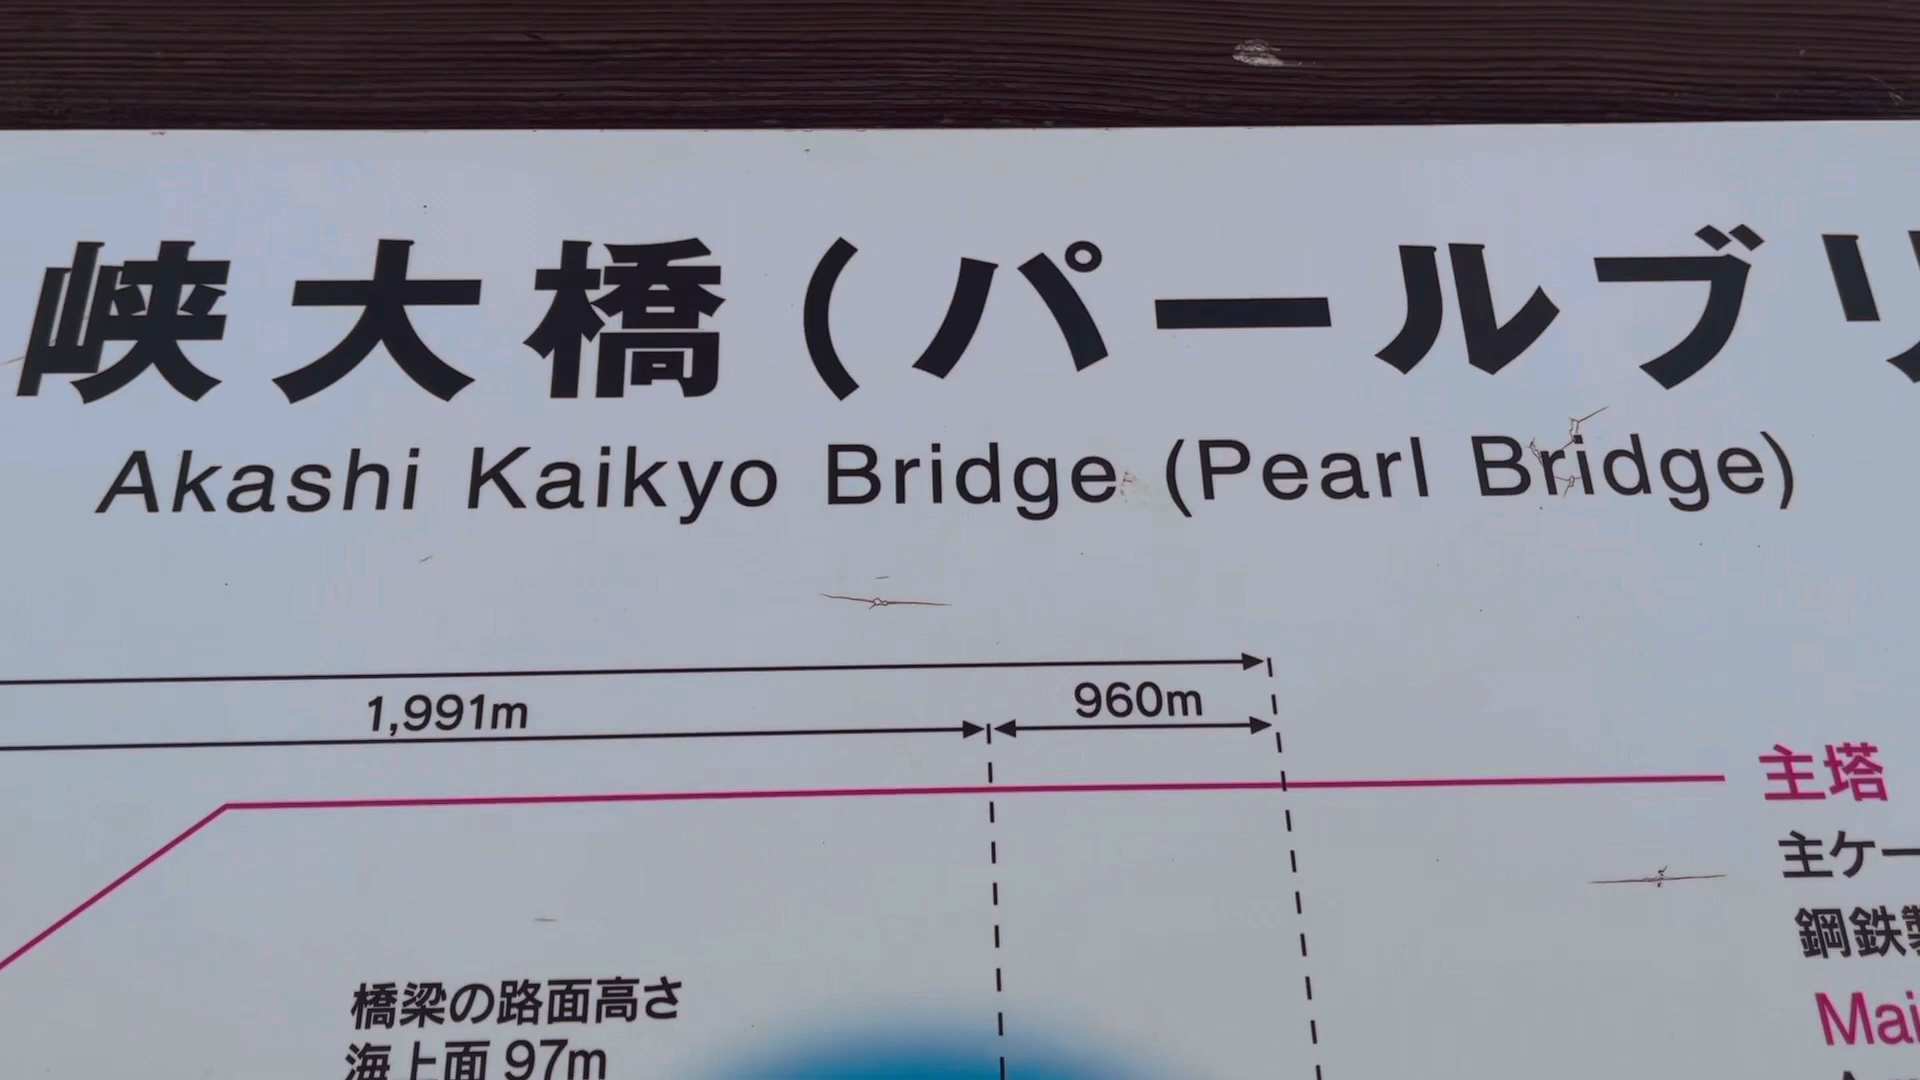 峡大橋（パールブリ
Akashi Kaikyo Bridge (Pearl Bridge)
1,991m
960m
主塔
主ケー
鋼鉄製
橋梁の路面高さ
海上面 97m
Mai